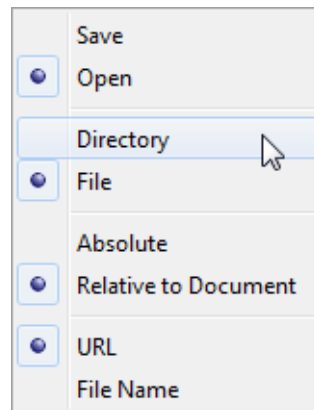 Save
Open
Directory
File
Absolute
Relative to Document
URL
File Name